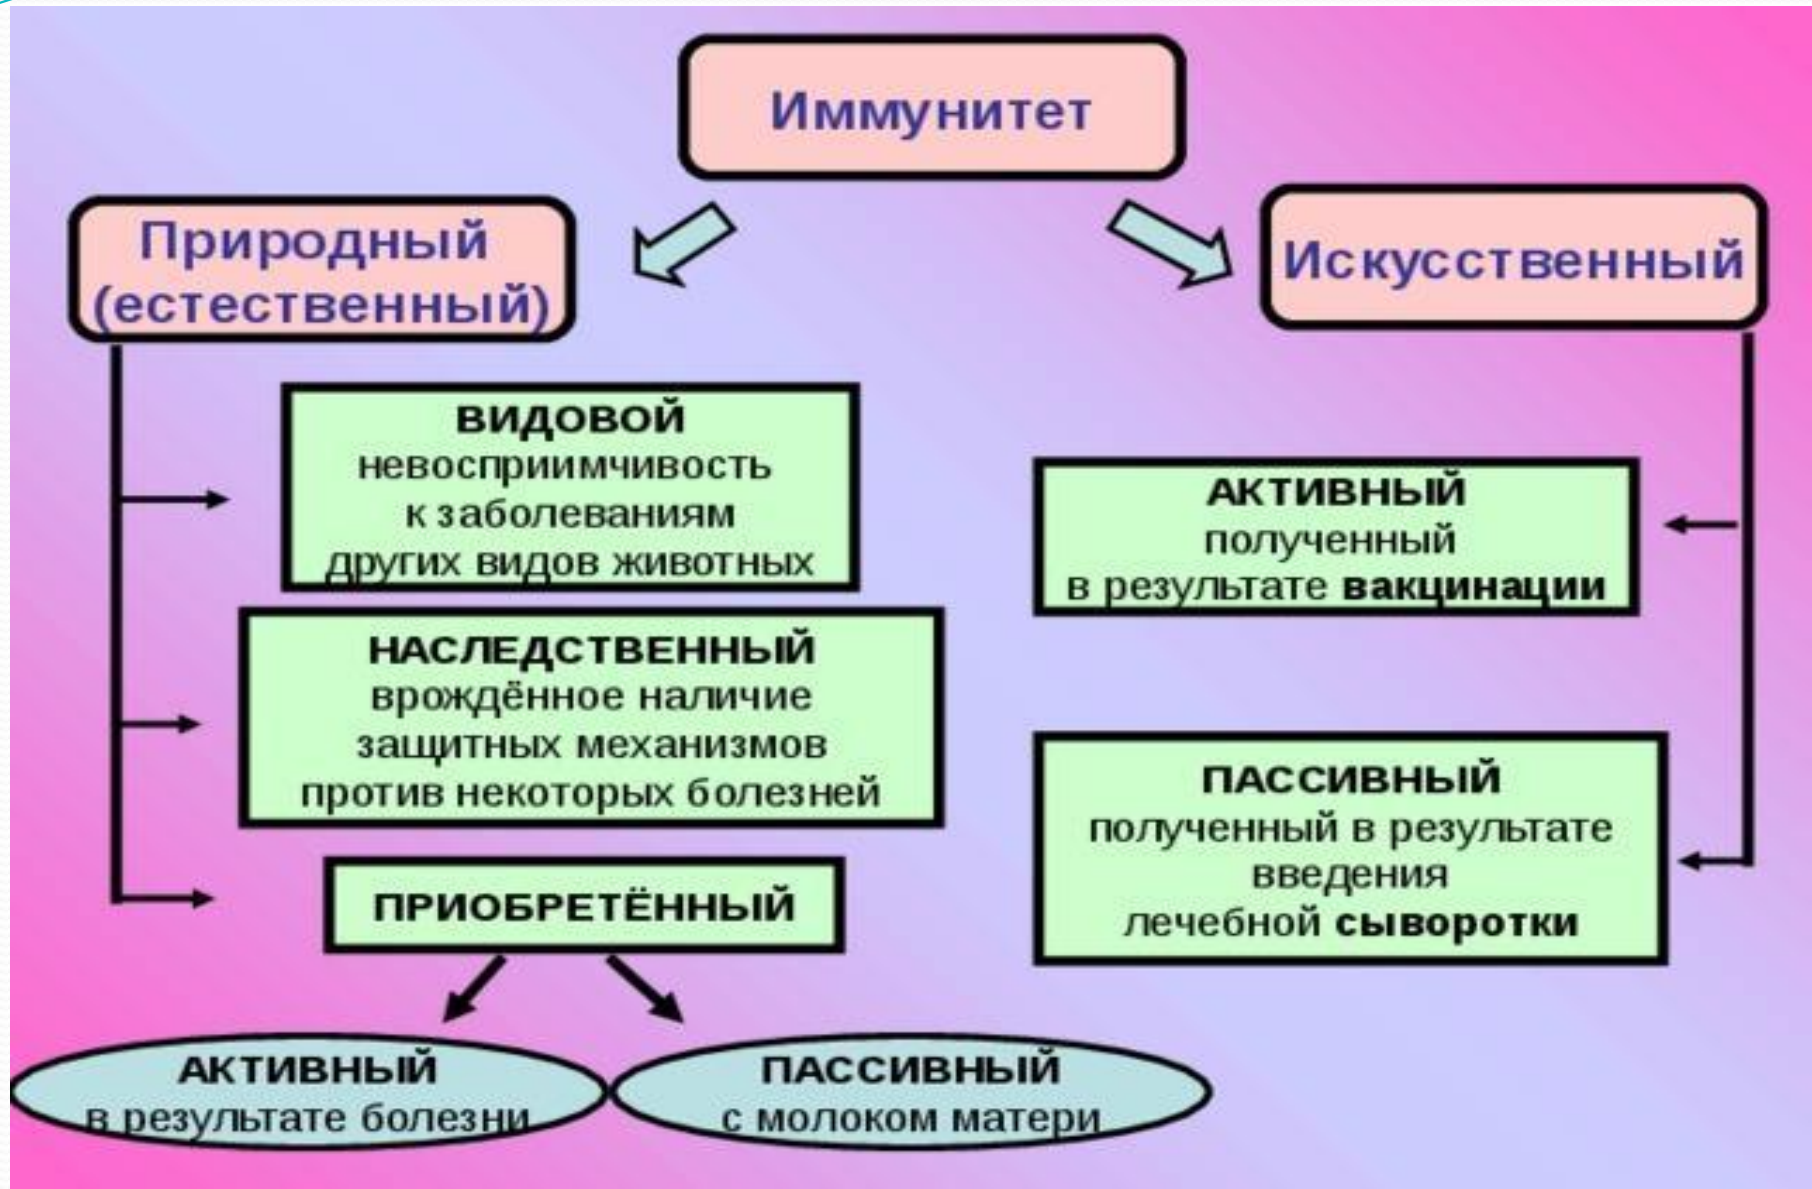 Иммунитет
Природный
(естественный)
Искусственный
ВИДОВОЙ
невосприимчивость
к заболеваниям
других видов животных
НАСЛЕДСТВЕННЫЙ
врождённое наличие
защитных механизмов
против некоторых болезней
ПРИОБРЕТЁННЫЙ
АКТИВНЫЙ
в результате болезни
ПАССИВНЫЙ
с молоком матери
АКТИВНЫЙ
полученный
в результате вакцинации
ПАССИВНЫЙ
полученный в результате
введения
лечебной сыворотки